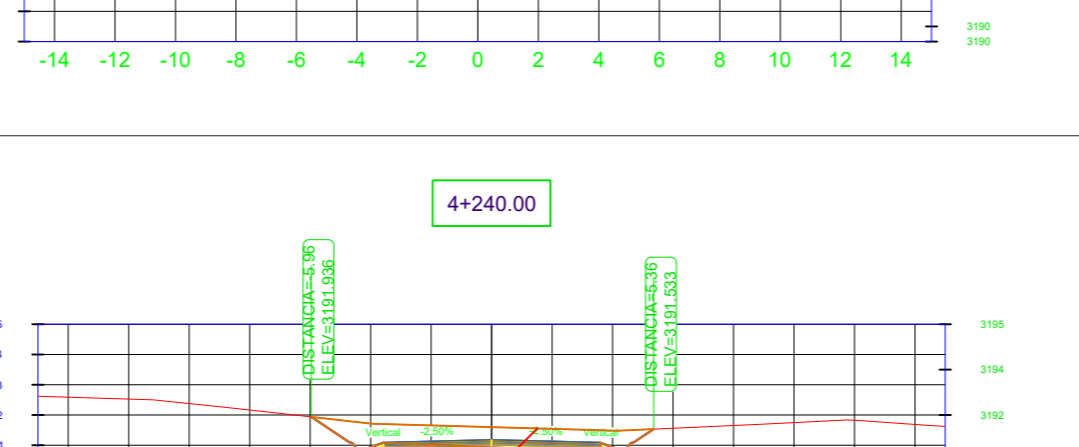 3190
3190
-14 -12 -10 -8 -6 -4 -2 0 2 4 6 8 10 12 14
4+240.00
DISTANCIA=-5.96
ELEV=3191.936
DISTANCIA=5.36
ELEV=3191.533
3195
3194
3192
Vertical -2.50% Vertical